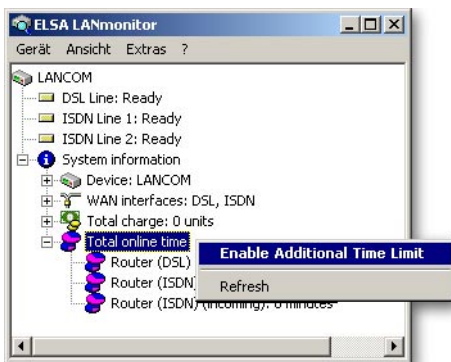 ELSA LANmonitor
Gerät Ansicht Extras ?
LANCOM
DSL Line: Ready
ISDN Line 1: Ready
ISDN Line 2: Ready
System information
Device: LANCOM
WAN interfaces: DSL, ISDN
Total charge: 0 units
Total online time
Enable Additional Time Limit
Router (DSL)
Refresh
Router (ISDN)
Router (ISDN) (incoming): 0 minutes